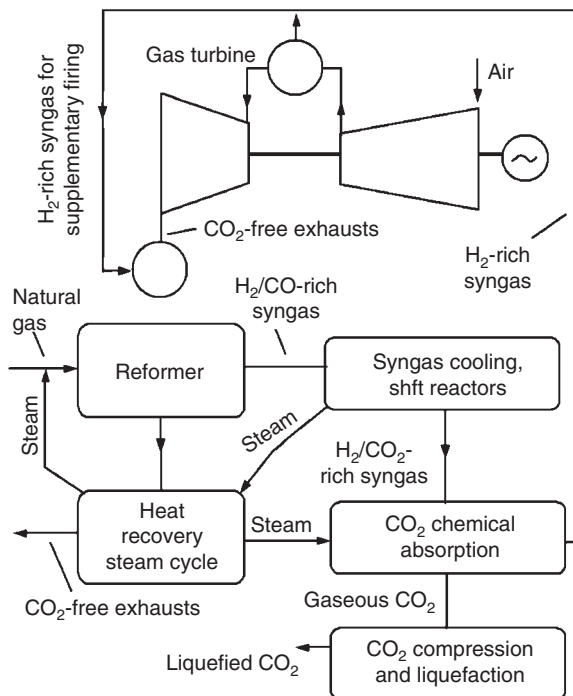 Gas turbine
Air
H₂-rich syngas for
supplementary firing
CO₂-free exhausts
H₂-rich
syngas
H₂/CO-rich
syngas
Natural
gas
Reformer
Syngas cooling,
shft reactors
Steam
Steam
H₂/CO₂-
rich syngas
Heat
recovery
steam cycle
Steam
CO₂ chemical
absorption
CO₂-free exhausts
Gaseous CO₂
Liquefied CO₂
CO₂ compression
and liquefaction